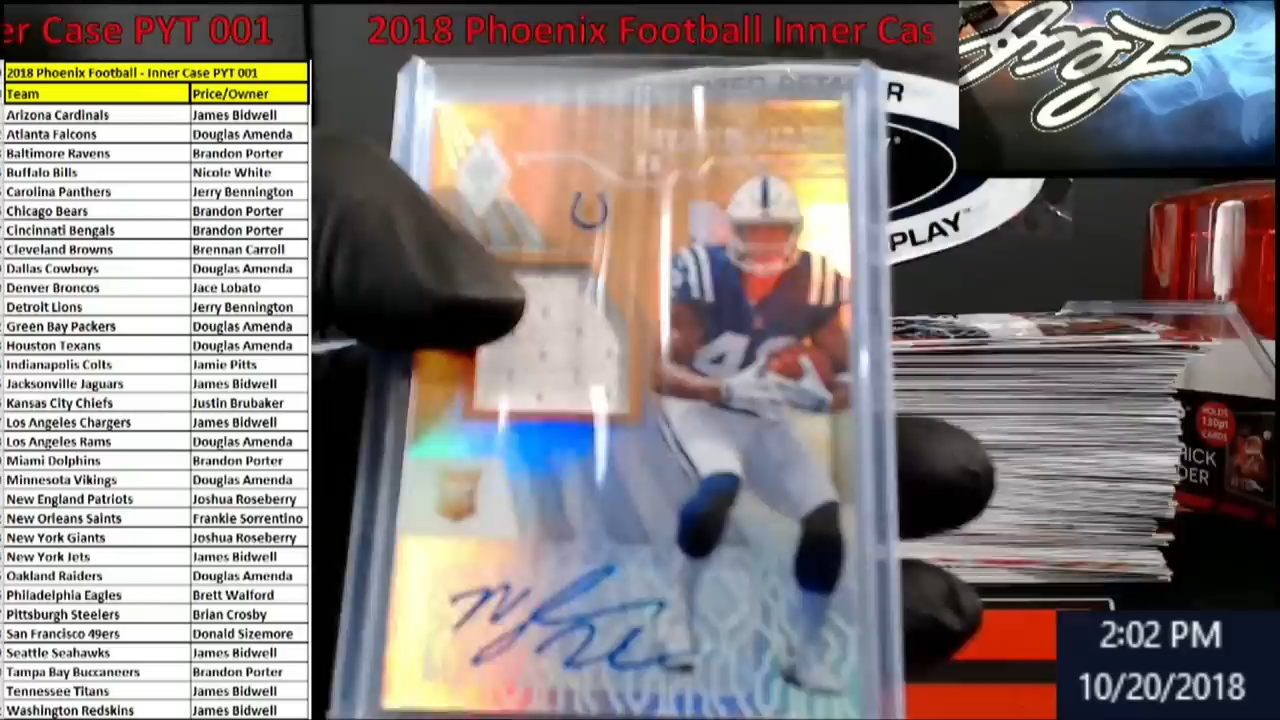 er Case PYT 001
2018 Phoenix Football Inner Cas
2018 Phoenix Football - Inner Case PYT 001
Team Price/Owner
Arizona Cardinals James Bidwell
Atlanta Falcons Douglas Amenda
Baltimore Ravens Brandon Porter
Buffalo Bills Nicole White
Carolina Panthers Jerry Bennington
Chicago Bears Brandon Porter
Cincinnati Bengals Brandon Porter
Cleveland Browns Brennan Carroll
Dallas Cowboys Douglas Amenda
Denver Broncos Jace Lobato
Detroit Lions Jerry Bennington
Green Bay Packers Douglas Amenda
Houston Texans Douglas Amenda
Indianapolis Colts Jamie Pitts
Jacksonville Jaguars James Bidwell
Kansas City Chiefs Justin Brubaker
Los Angeles Chargers James Bidwell
Los Angeles Rams Douglas Amenda
Miami Dolphins Brandon Porter
Minnesota Vikings Douglas Amenda
New England Patriots Joshua Roseberry
New Orleans Saints Frankie Sorrentino
New York Giants Joshua Roseberry
New York Jets James Bidwell
Oakland Raiders Douglas Amenda
Philadelphia Eagles Brett Walford
Pittsburgh Steelers Brian Crosby
San Francisco 49ers Donald Sizemore
Seattle Seahawks James Bidwell
Tampa Bay Buccaneers Brandon Porter
Tennessee Titans James Bidwell
Washington Redskins James Bidwell
Leaf
PLAY
HOLDS
130pt
CARDS
RICK
DER
2:02 PM
10/20/2018